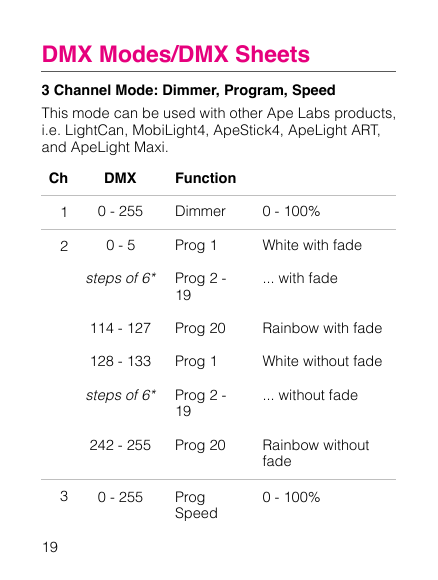 DMX Modes/DMX Sheets
3 Channel Mode: Dimmer, Program, Speed
This mode can be used with other Ape Labs products,
i.e. LightCan, MobiLight4, ApeStick4, ApeLight ART,
and ApeLight Maxi.
Ch DMX Function
1 0 - 255 Dimmer 0 - 100%
2 0 - 5 Prog 1 White with fade
steps of 6* Prog 2 - ... with fade
19
114 - 127 Prog 20 Rainbow with fade
128 - 133 Prog 1 White without fade
steps of 6* Prog 2 - ... without fade
19
242 - 255 Prog 20 Rainbow without
fade
3 0 - 255 Prog 0 - 100%
Speed
19